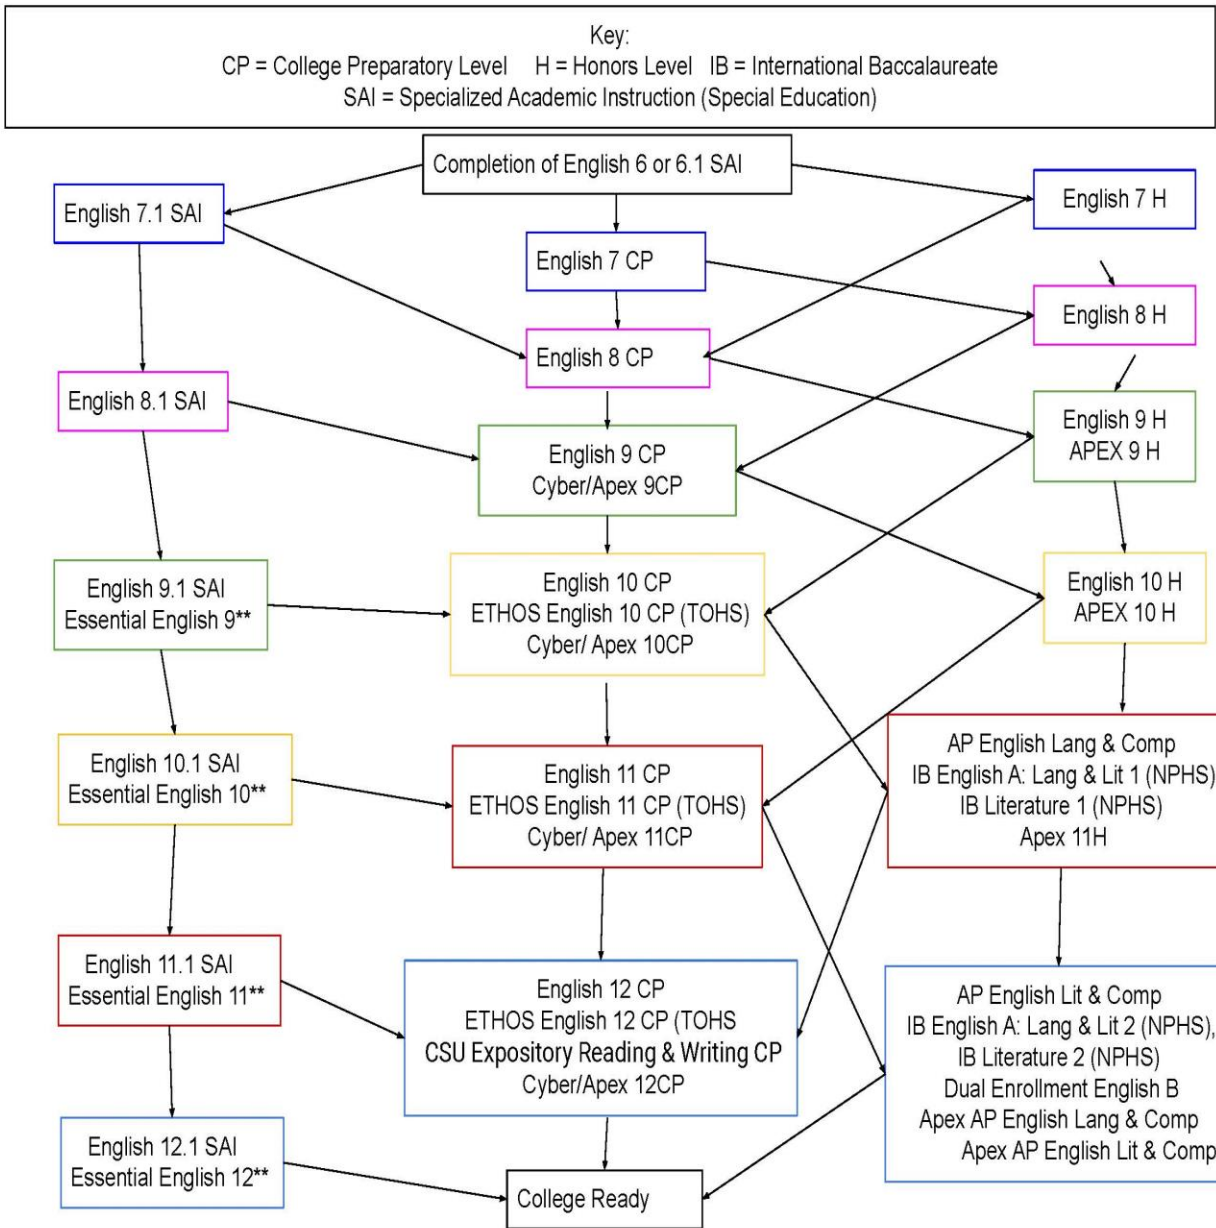 Key:
CP = College Preparatory Level H = Honors Level IB = International Baccalaureate
SAI = Specialized Academic Instruction (Special Education)
Completion of English 6 or 6.1 SAI
English 7.1 SAI
English 7 CP
English 7 H
English 8.1 SAI
English 8 CP
English 8 H
English 9 CP
Cyber/Apex 9CP
English 9 H
APEX 9 H
English 9.1 SAI
Essential English 9**
English 10 CP
ETHOS English 10 CP (TOHS)
Cyber/ Apex 10CP
English 10 H
APEX 10 H
English 10.1 SAI
Essential English 10**
English 11 CP
ETHOS English 11 CP (TOHS)
Cyber/ Apex 11CP
AP English Lang & Comp
IB English A: Lang & Lit 1 (NPHS)
IB Literature 1 (NPHS)
Apex 11H
English 11.1 SAI
Essential English 11**
English 12 CP
ETHOS English 12 CP (TOHS
CSU Expository Reading & Writing CP
Cyber/Apex 12CP
AP English Lit & Comp
IB English A: Lang & Lit 2 (NPHS),
IB Literature 2 (NPHS)
Dual Enrollment English B
Apex AP English Lang & Comp
Apex AP English Lit & Comp
English 12.1 SAI
Essential English 12**
College Ready